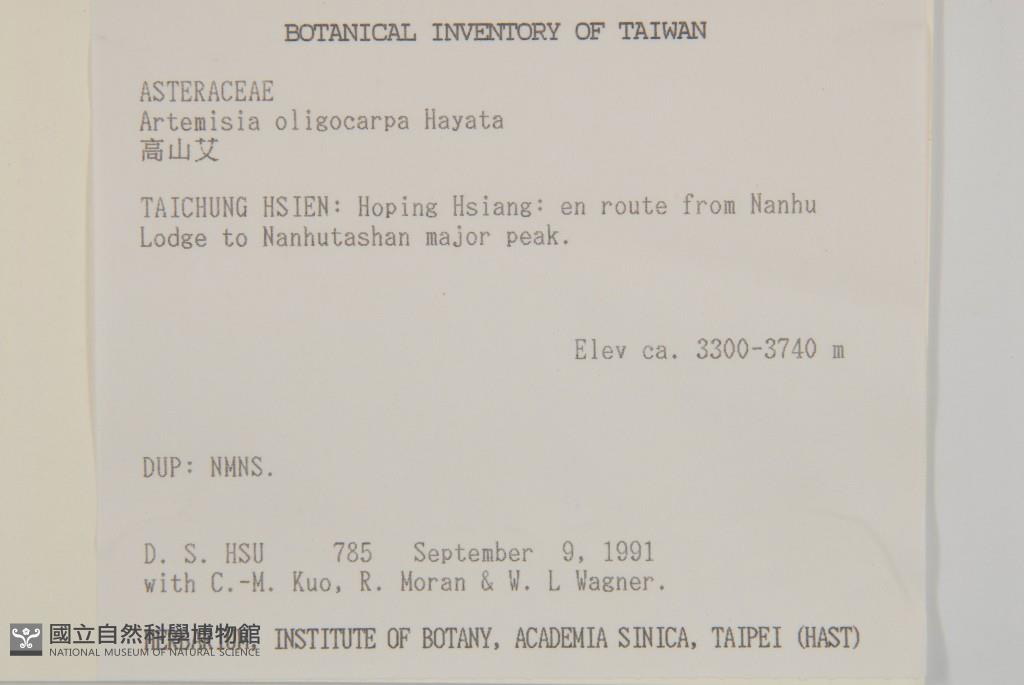 BOTANICAL INVENTORY OF TAIWAN
ASTERACEAE
Artemisia oligocarpa Hayata
高山艾
TAICHUNG HSIEN: Hoping Hsiang: en route from Nanhu
Lodge to Nanhutashan major peak.
Elev ca. 3300-3740 m
DUP: NMNS.
D. S. HSU 785 September 9, 1991
with C.-M. Kuo, R. Moran & W. L Wagner.
HERBARIUM, INSTITUTE OF BOTANY, ACADEMIA SINICA, TAIPEI (HAST)
國立自然科學博物館
NATIONAL MUSEUM OF NATURAL SCIENCE